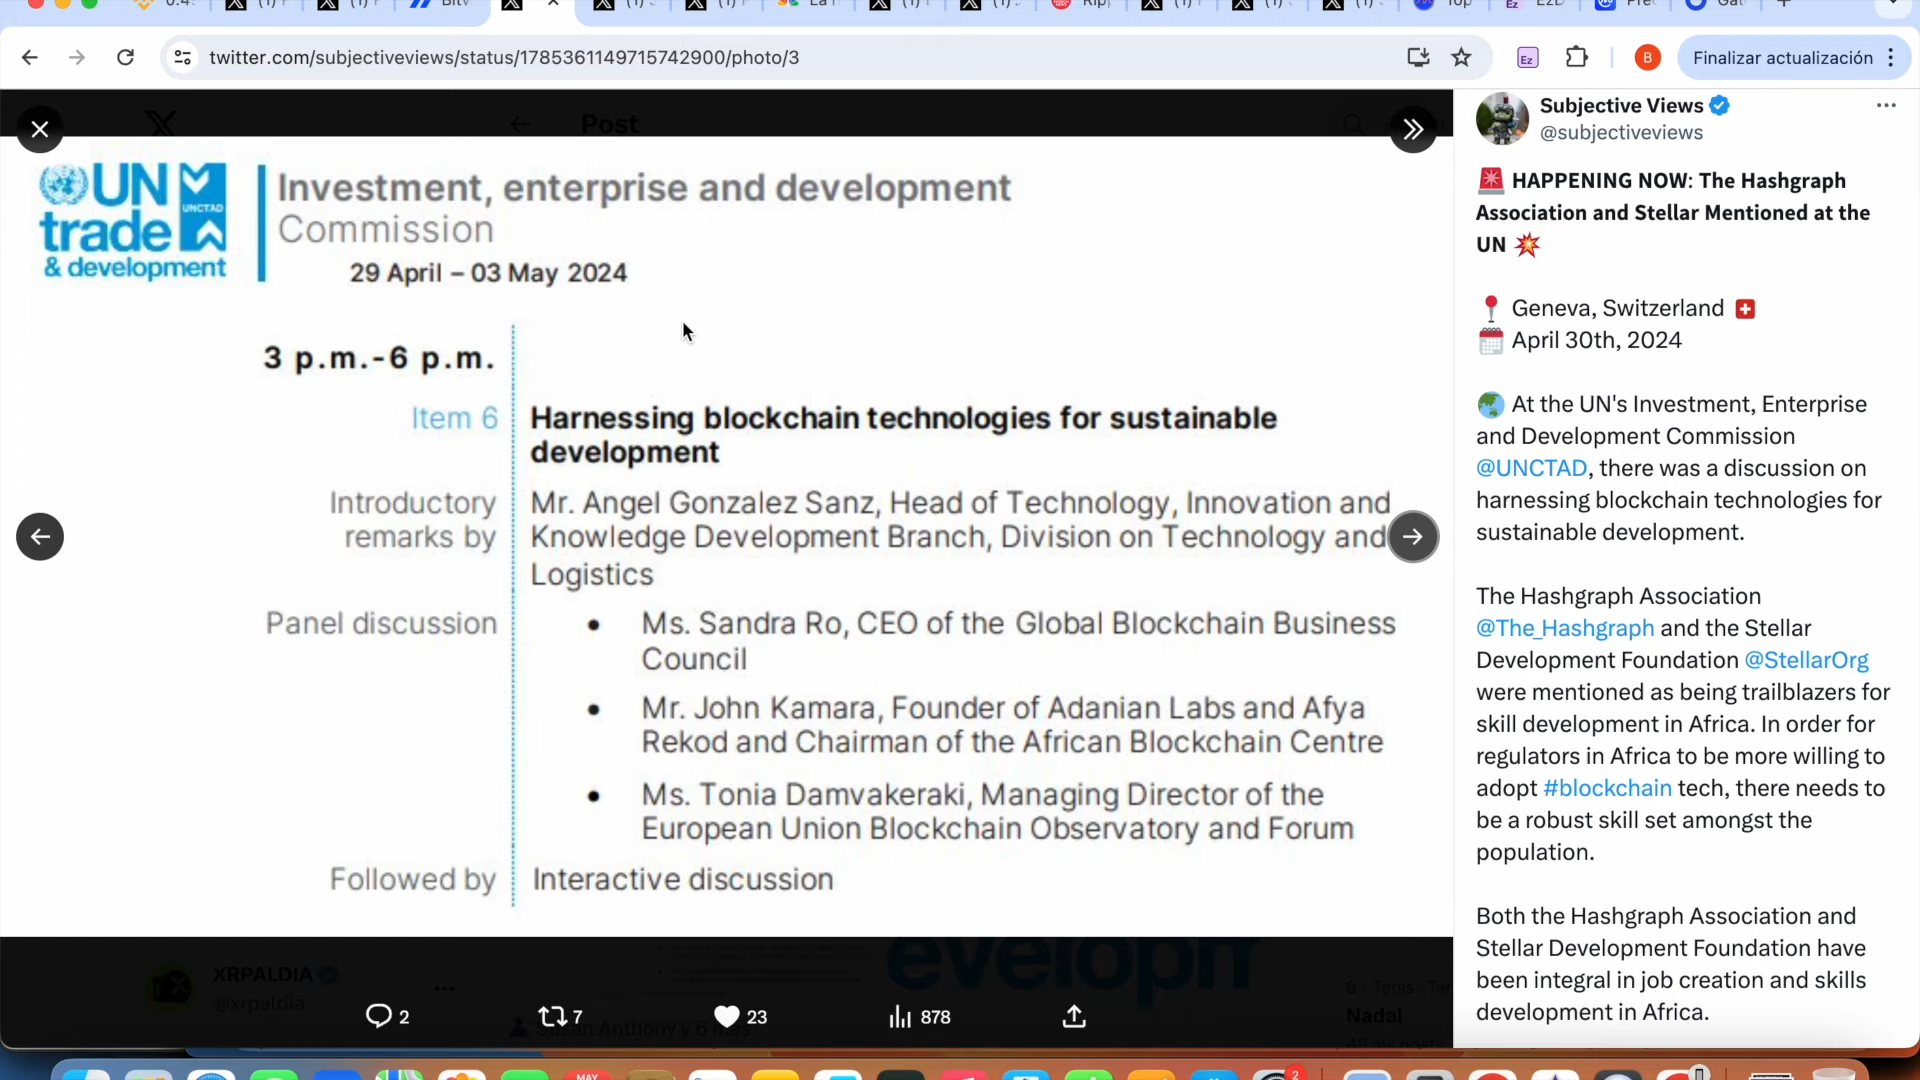 twitter.com/subjectiveviews/status/1785361149715742900/photo/3
Ez
B
Finalizar actualización
Post
UN
trade
& development
UNCTAD
Investment, enterprise and development
Commission
29 April – 03 May 2024
3 p.m.-6 p.m.
Item 6
Harnessing blockchain technologies for sustainable
development
Introductory
remarks by
Mr. Angel Gonzalez Sanz, Head of Technology, Innovation and
Knowledge Development Branch, Division on Technology and
Logistics
Panel discussion
• Ms. Sandra Ro, CEO of the Global Blockchain Business
Council
• Mr. John Kamara, Founder of Adanian Labs and Afya
Rekod and Chairman of the African Blockchain Centre
• Ms. Tonia Damvakeraki, Managing Director of the
European Union Blockchain Observatory and Forum
Followed by
Interactive discussion
XRPALDIA
@xrpaldia
Nadal
2
7
23
878
Subjective Views
@subjectiveviews
🚨 HAPPENING NOW: The Hashgraph
Association and Stellar Mentioned at the
UN 💥
📍 Geneva, Switzerland 🇨🇭
🗓 April 30th, 2024
🌏 At the UN's Investment, Enterprise
and Development Commission
@UNCTAD, there was a discussion on
harnessing blockchain technologies for
sustainable development.
The Hashgraph Association
@The_Hashgraph and the Stellar
Development Foundation @StellarOrg
were mentioned as being trailblazers for
skill development in Africa. In order for
regulators in Africa to be more willing to
adopt #blockchain tech, there needs to
be a robust skill set amongst the
population.
Both the Hashgraph Association and
Stellar Development Foundation have
been integral in job creation and skills
development in Africa.
MAY
2